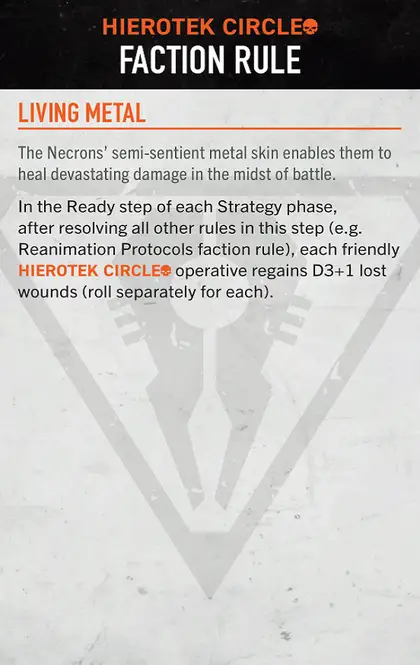 HIEROTEK CIRCLE
FACTION RULE
LIVING METAL
The Necrons’ semi-sentient metal skin enables them to
heal devastating damage in the midst of battle.
In the Ready step of each Strategy phase,
after resolving all other rules in this step (e.g.
Reanimation Protocols faction rule), each friendly
HIEROTEK CIRCLE operative regains D3+1 lost
wounds (roll separately for each).